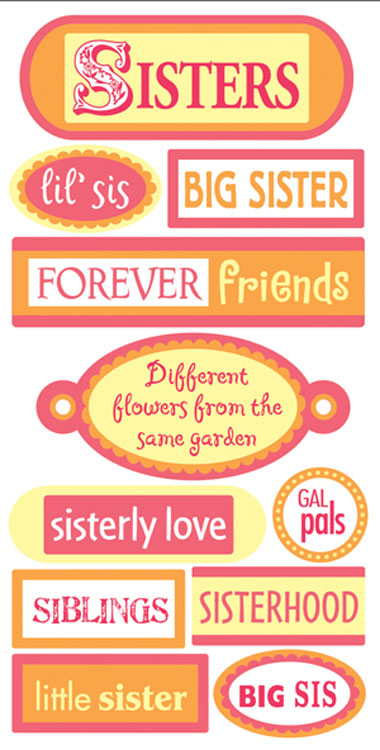 SISTERS
lil' sis
BIG SISTER
FOREVER friends
Different
flowers from the
same garden
sisterly love
GAL
pals
SIBLINGS
SISTERHOOD
little sister
BIG SIS